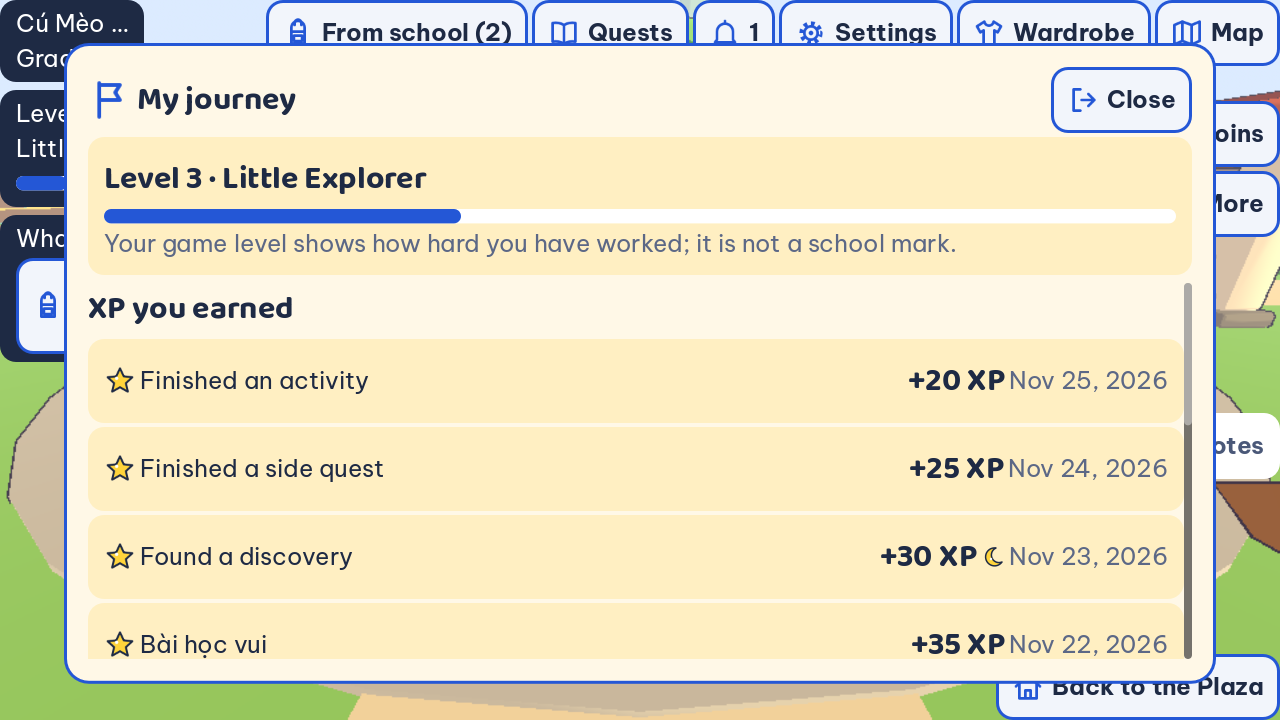 Cú Mèo ...
From school (2)
Quests
1
Settings
Wardrobe
Map
My journey
Close
Level 3 · Little Explorer
Your game level shows how hard you have worked; it is not a school mark.
XP you earned
Finished an activity
+20 XP Nov 25, 2026
Finished a side quest
+25 XP Nov 24, 2026
Found a discovery
+30 XP Nov 23, 2026
Bài học vui
+35 XP Nov 22, 2026
Back to the Plaza